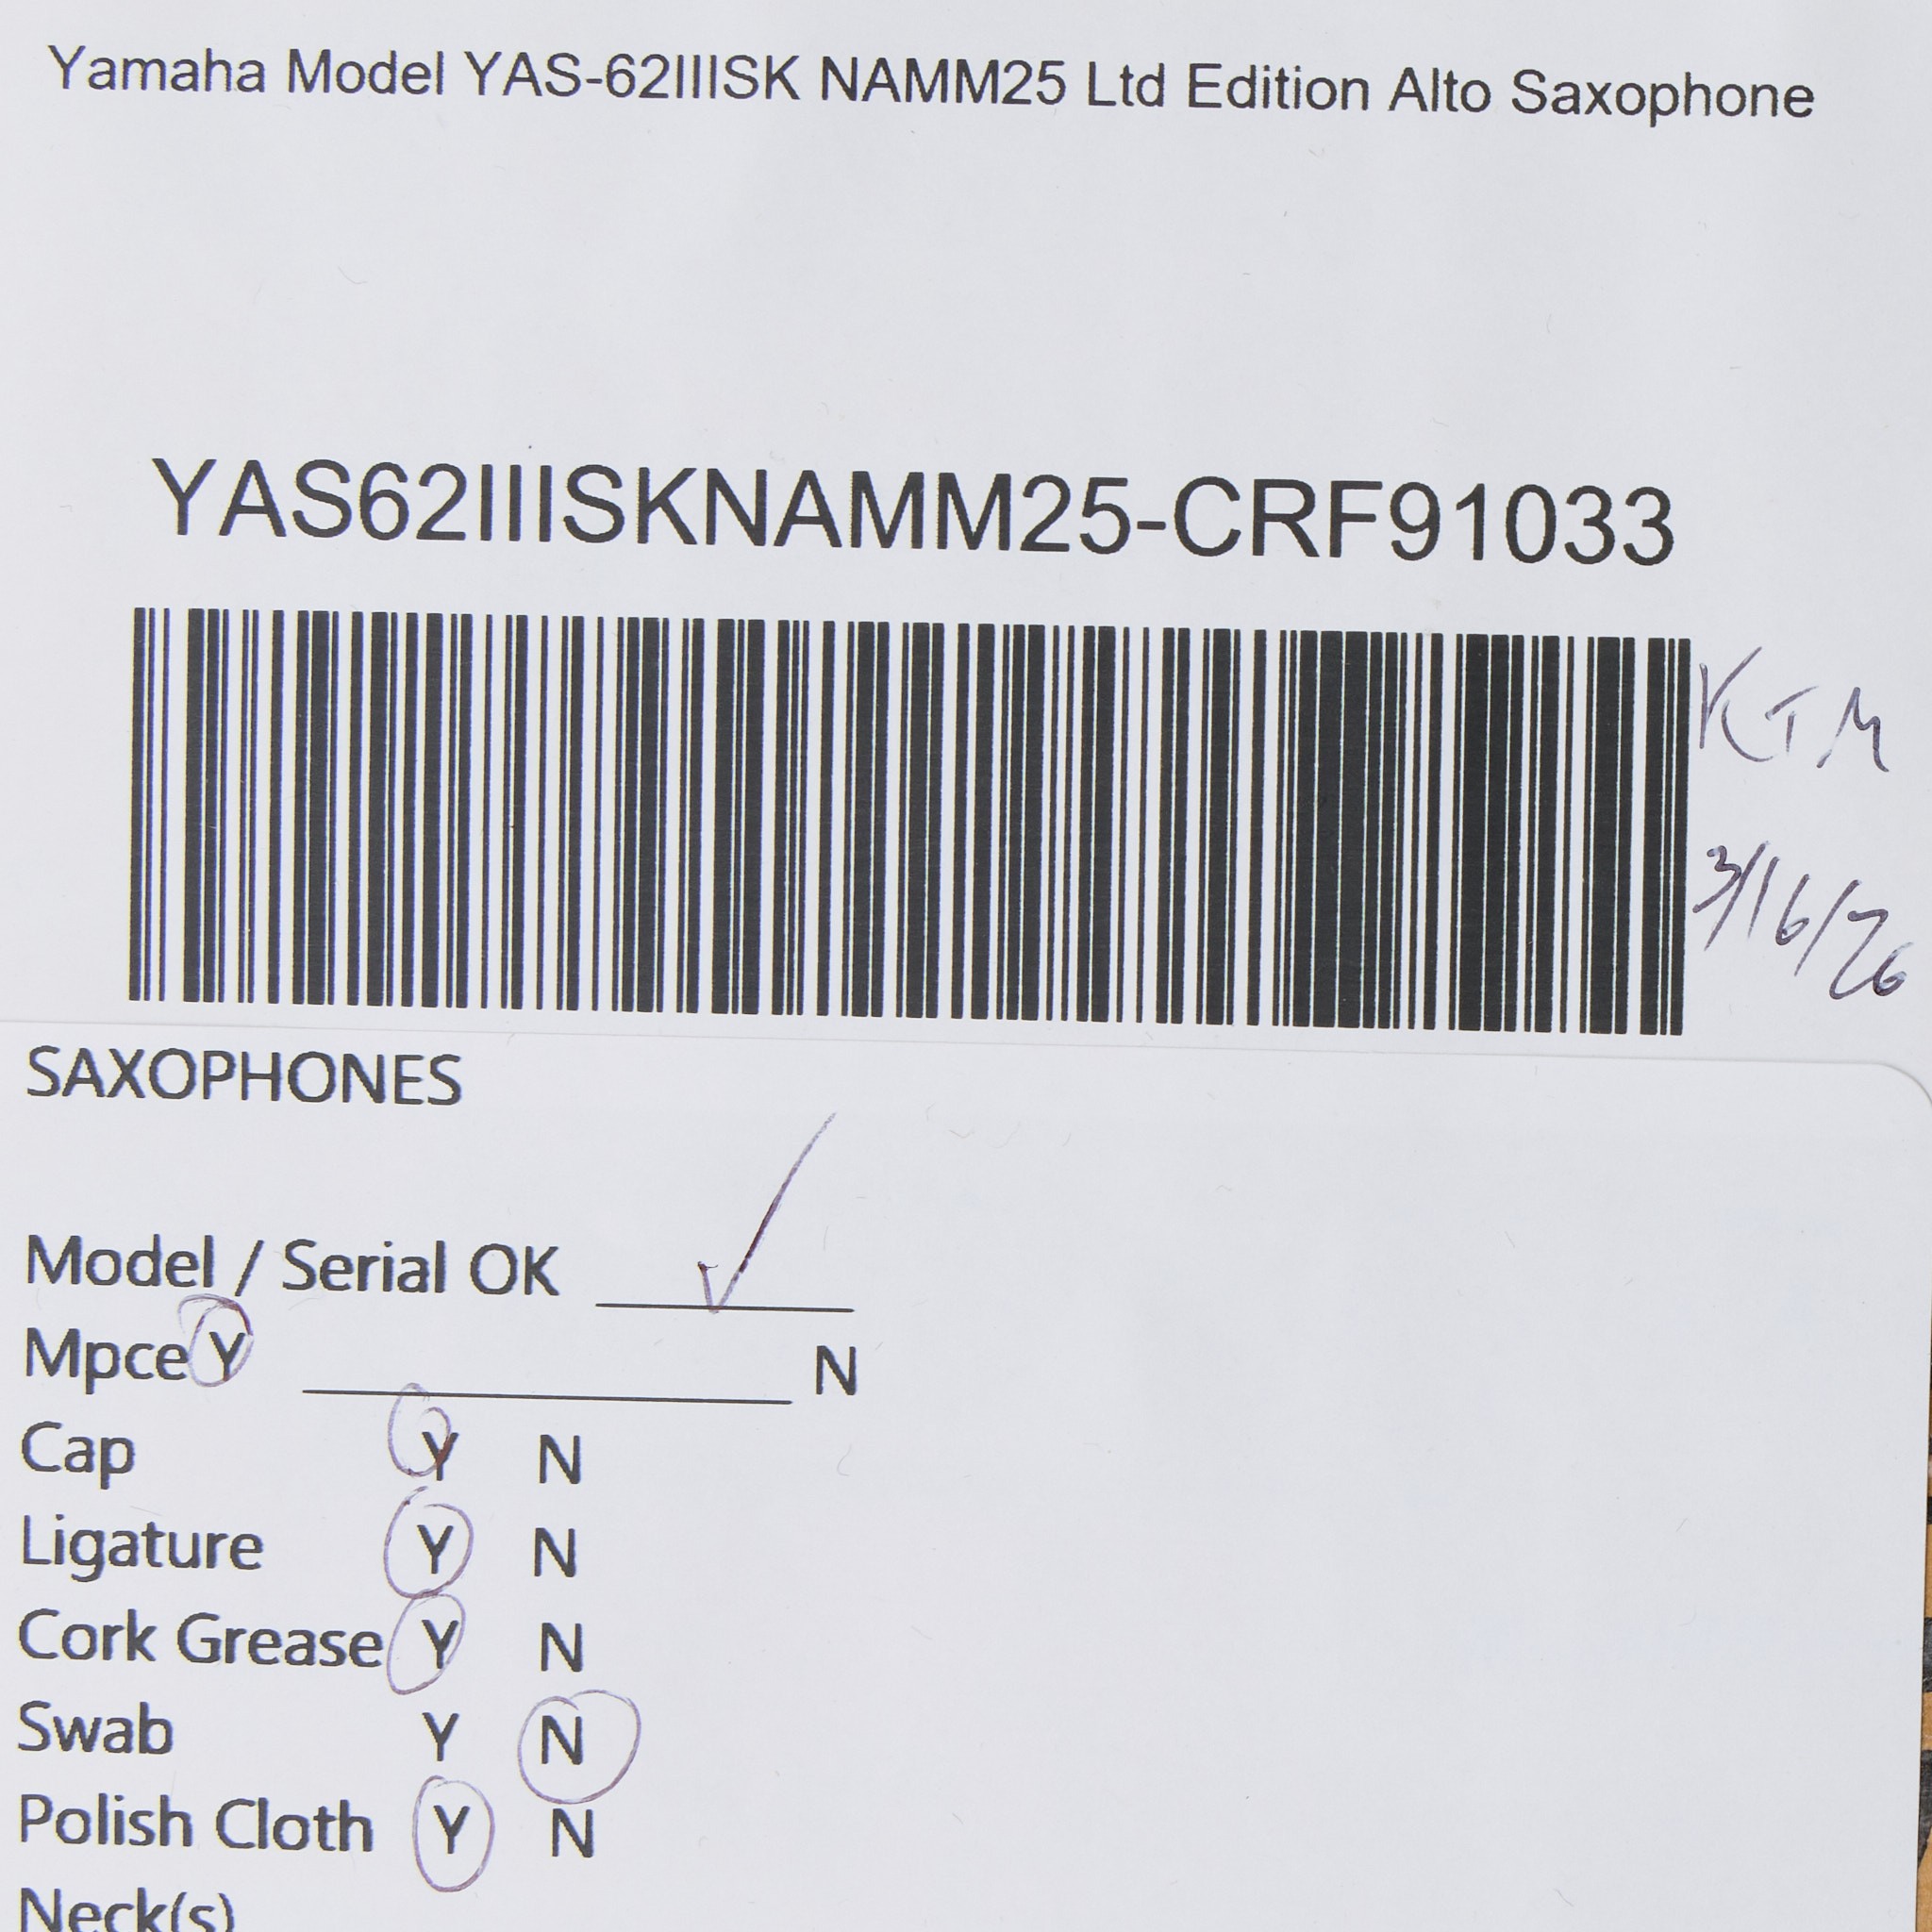 Yamaha Model YAS-62IIISK NAMM25 Ltd Edition Alto Saxophone
YAS62IIISKNAMM25-CRF91033
KTM
3/16/26
SAXOPHONES
Model / Serial OK ✓
Mpce Y N
Cap Y N
Ligature Y N
Cork Grease Y N
Swab Y N
Polish Cloth Y N
Neck(s)